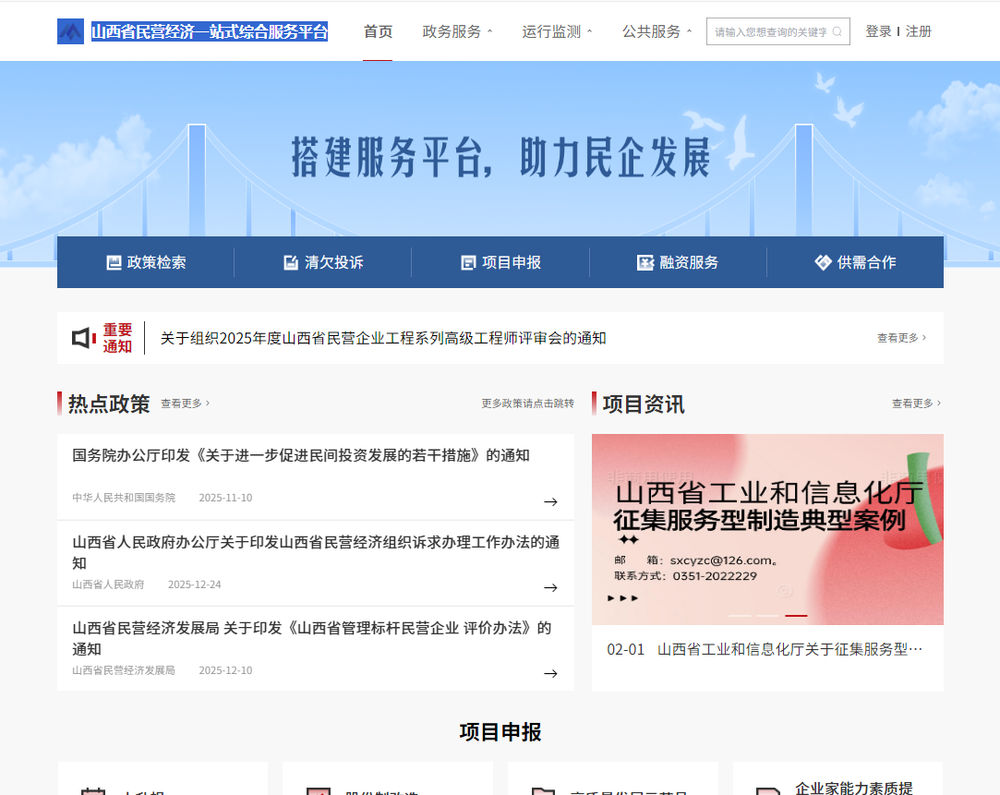 山西省民营经济一站式综合服务平台
首页 政务服务 运行监测 公共服务 请输入您想查询的关键字 登录 注册
搭建服务平台，助力民企发展
政策检索 清欠投诉 项目申报 融资服务 供需合作
重要
通知
关于组织2025年度山西省民营企业工程系列高级工程师评审会的通知 查看更多
热点政策 查看更多 更多政策请点击跳转
国务院办公厅印发《关于进一步促进民间投资发展的若干措施》的通知
中华人民共和国国务院 2025-11-10
山西省人民政府办公厅关于印发山西省民营经济组织诉求办理工作办法的通
知
山西省人民政府 2025-12-24
山西省民营经济发展局 关于印发《山西省管理标杆民营企业 评价办法》的
通知
山西省民营经济发展局 2025-12-10
项目资讯 查看更多
山西省工业和信息化厅
征集服务型制造典型案例
邮 箱：sxcyzc@126.com。
联系方式：0351-2022229
02-01 山西省工业和信息化厅关于征集服务型…
项目申报
企业家能力素质提